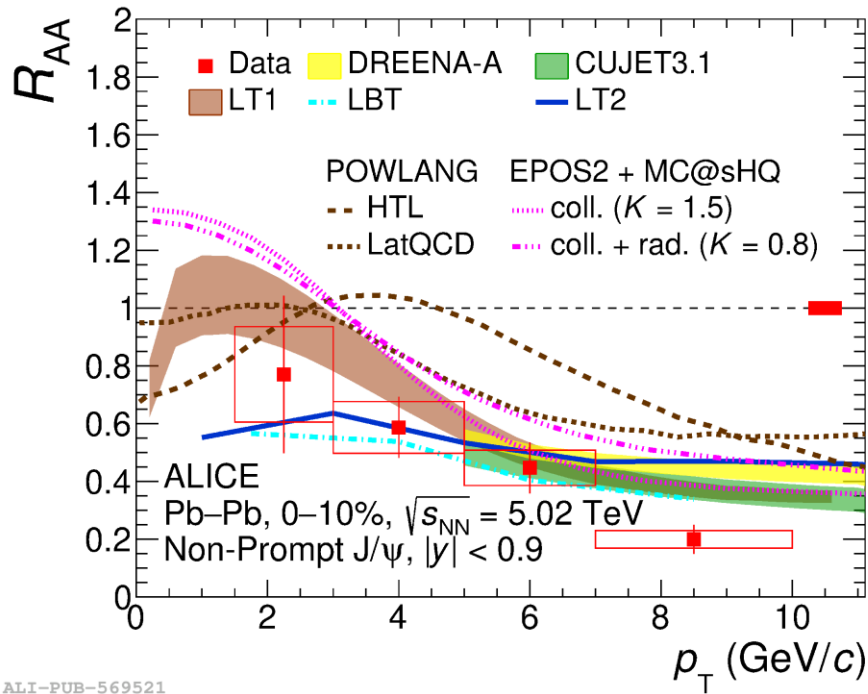 R_AA
2
1.8
1.6
1.4
1.2
1
0.8
0.6
0.4
0.2
0
Data DREENA-A CUJET3.1
LT1 LBT LT2
POWLANG EPOS2 + MC@sHQ
HTL coll. (K = 1.5)
LatQCD coll. + rad. (K = 0.8)
ALICE
Pb–Pb, 0–10%, √s_NN = 5.02 TeV
Non-Prompt J/ψ, |y| < 0.9
0 2 4 6 8 10
p_T (GeV/c)
ALI-PUB-569521